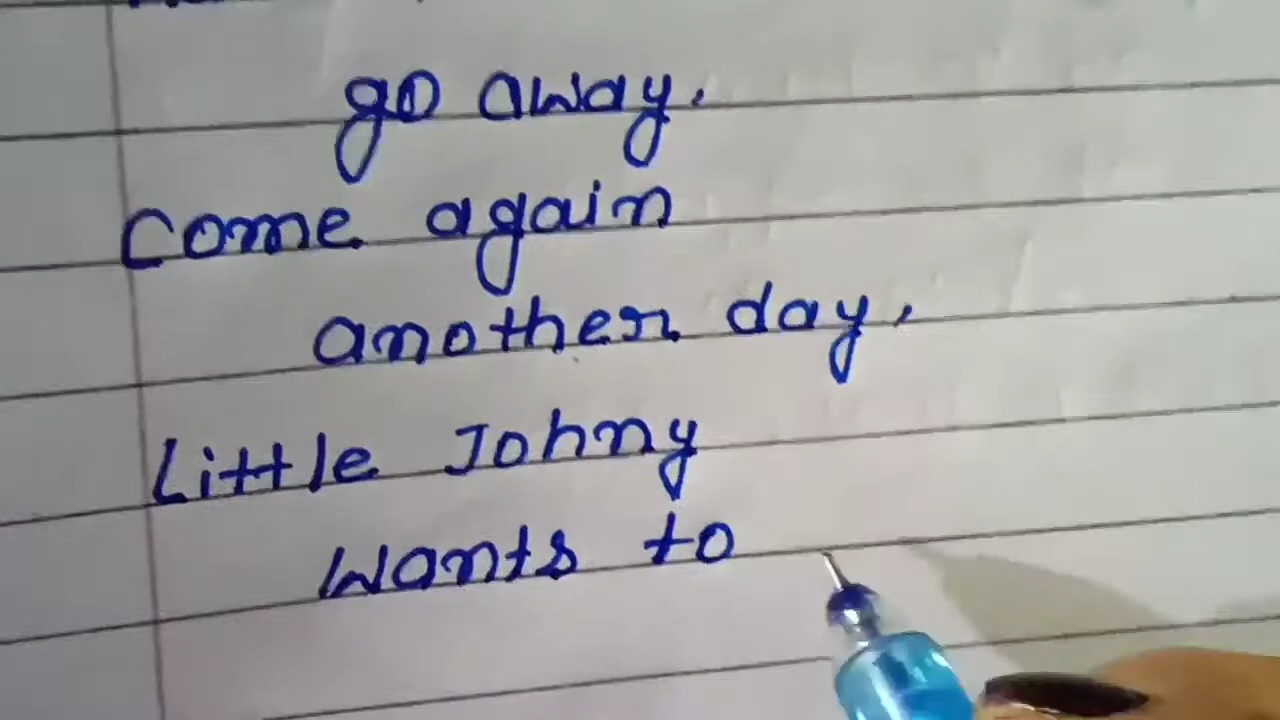 go away.
Come again
another day,
Little Johny
wants to